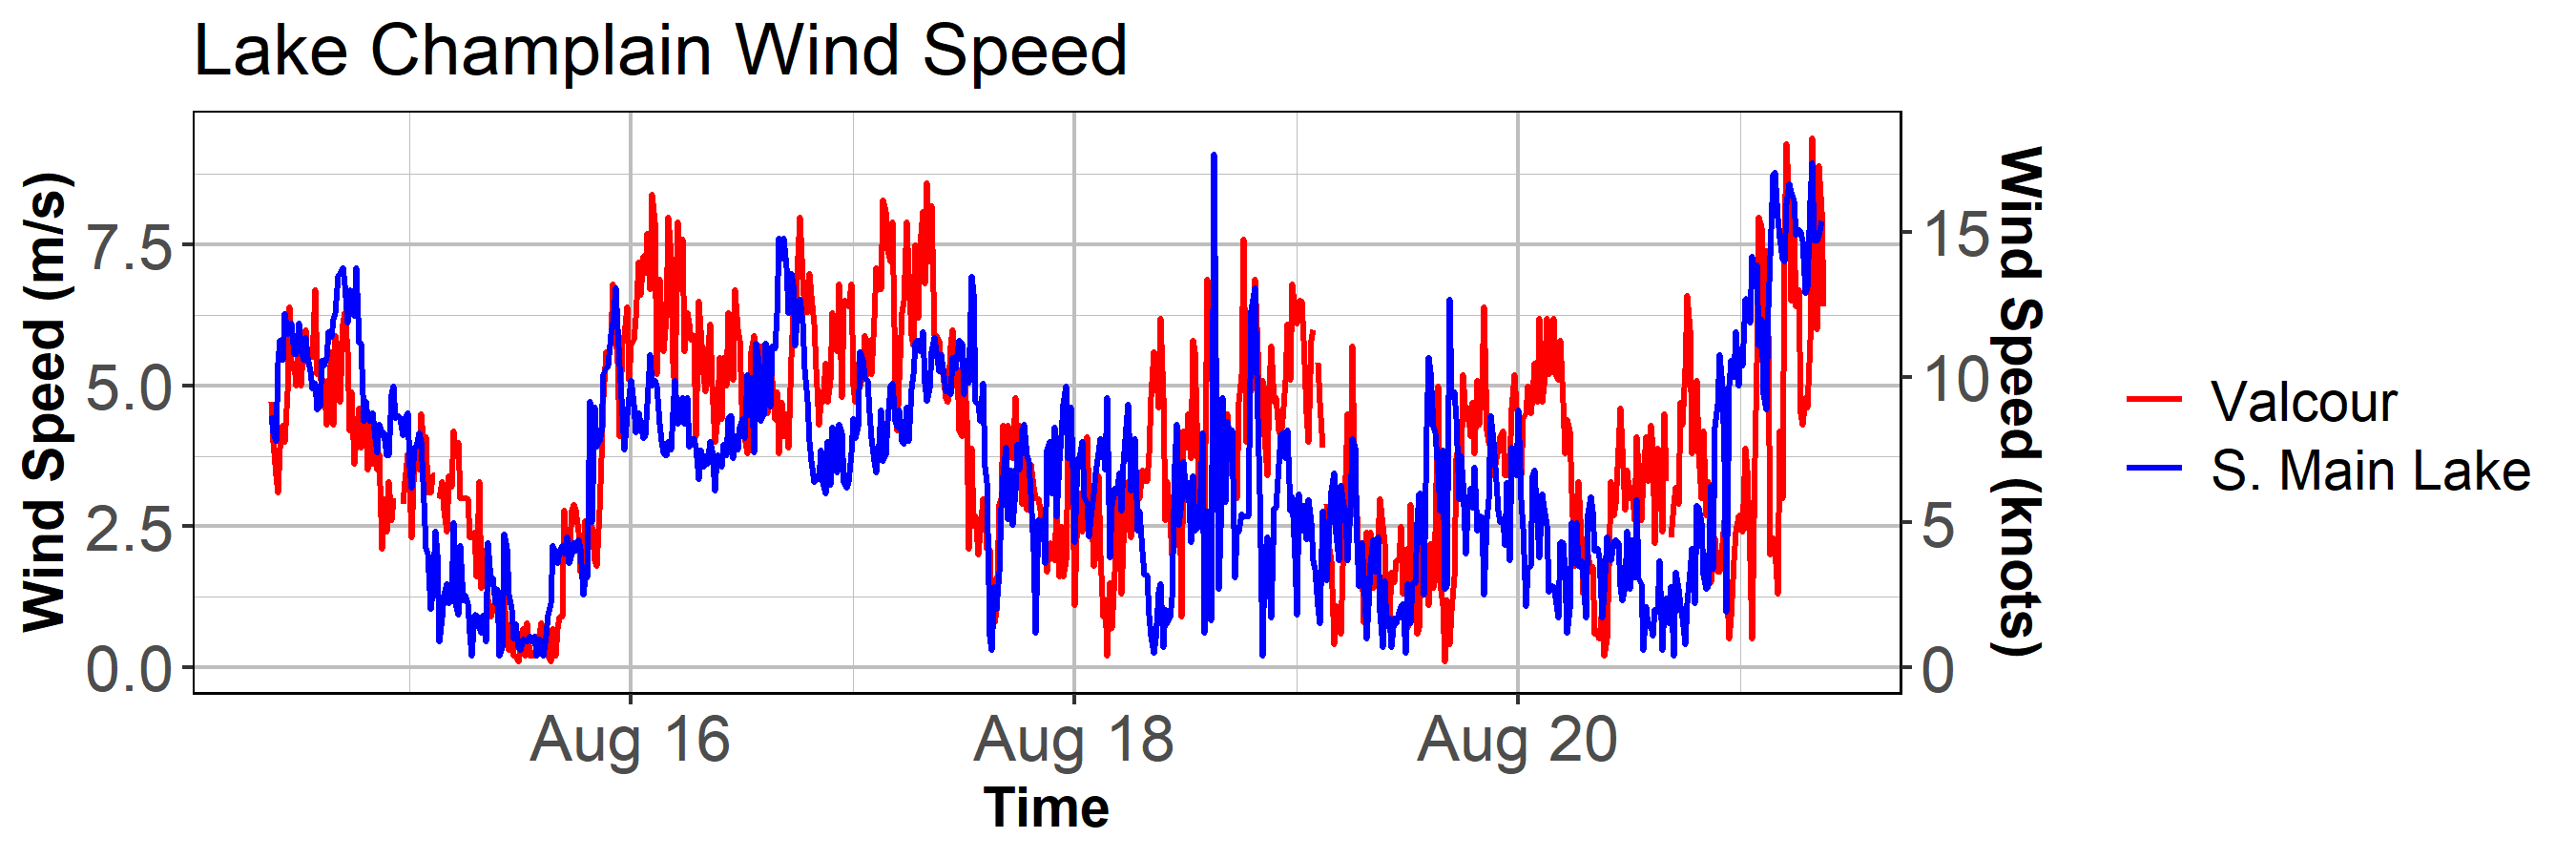 Lake Champlain Wind Speed
Wind Speed (m/s)
7.5
5.0
2.5
0.0
Aug 16
Aug 18
Aug 20
Time
15
10
5
0
Wind Speed (knots)
Valcour
S. Main Lake